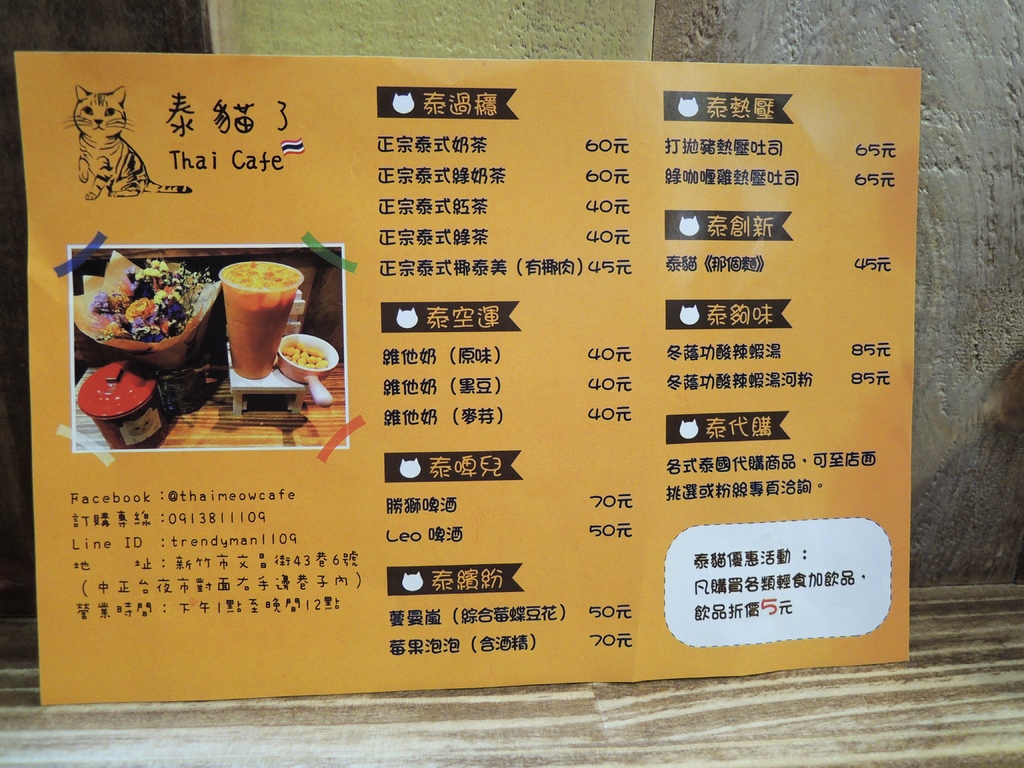 泰貓了
Thai Cafe
Facebook：@thaimeowcafe
訂購專線：0913811109
Line ID ：trendyman1109
地　　址：新竹市文昌街43巷6號
（中正台夜市對面右手邊巷子內）
營業時間：下午1點至晚間12點
泰過癮
正宗泰式奶茶 60元
正宗泰式綠奶茶 60元
正宗泰式紅茶 40元
正宗泰式綠茶 40元
正宗泰式椰泰美（有椰肉）45元
泰空運
維他奶（原味） 40元
維他奶（黑豆） 40元
維他奶（麥芽） 40元
泰啤兒
勝獅啤酒 70元
Leo 啤酒 50元
泰繽紛
蔓曼嵐（綜合莓蝶豆花） 50元
莓果泡泡（含酒精） 70元
泰熱壓
打拋豬熱壓吐司 65元
綠咖喱雞熱壓吐司 65元
泰創新
泰貓《那個麵》 45元
泰夠味
冬蔭功酸辣蝦湯 85元
冬蔭功酸辣蝦湯河粉 85元
泰代購
各式泰國代購商品，可至店面
挑選或粉絲專頁洽詢。
泰貓優惠活動：
凡購買各類輕食加飲品，
飲品折價5元